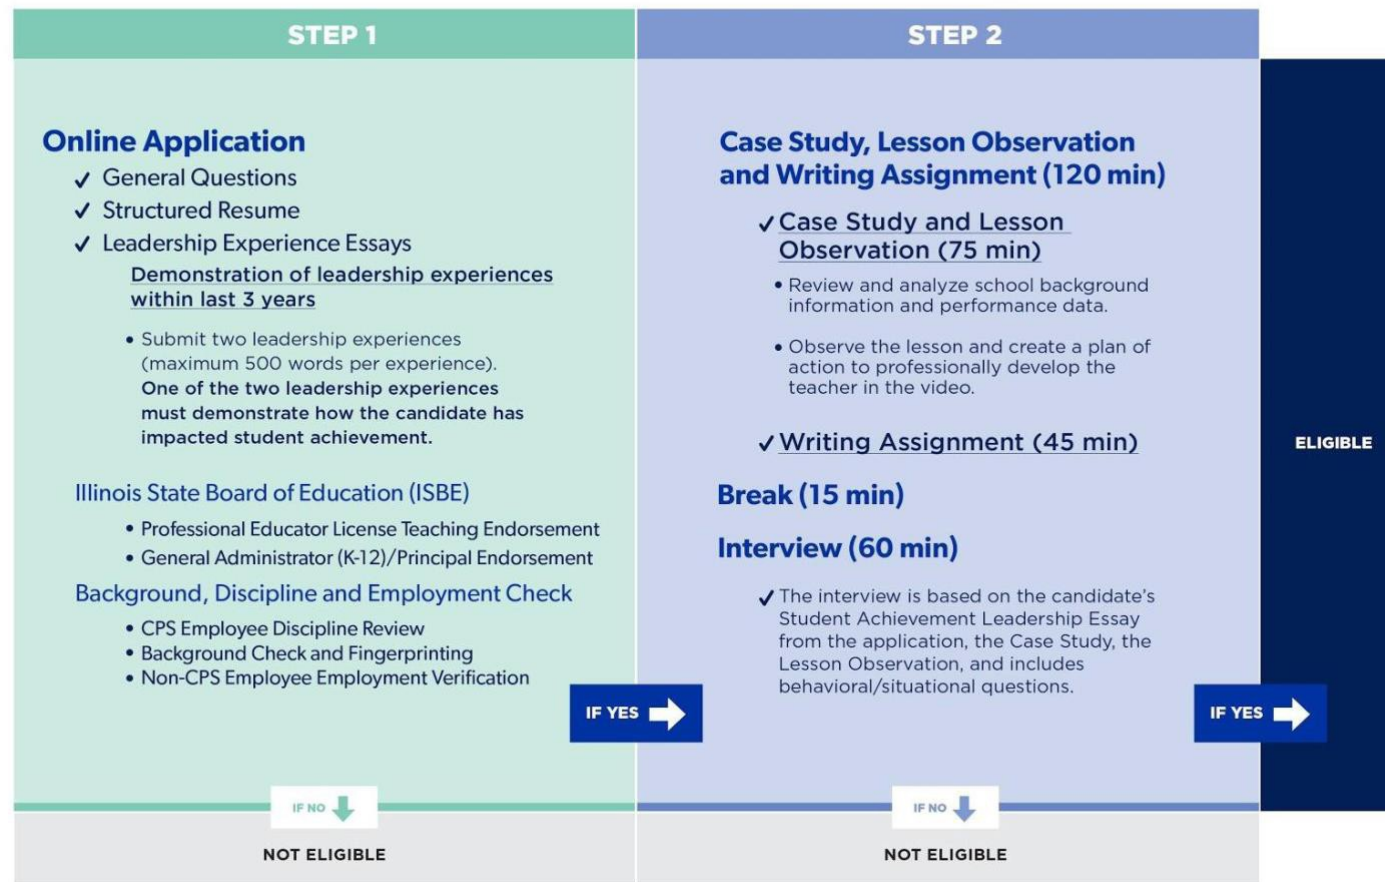 STEP 1
Online Application
✓ General Questions
✓ Structured Resume
✓ Leadership Experience Essays
Demonstration of leadership experiences
within last 3 years
• Submit two leadership experiences
(maximum 500 words per experience).
One of the two leadership experiences
must demonstrate how the candidate has
impacted student achievement.
Illinois State Board of Education (ISBE)
• Professional Educator License Teaching Endorsement
• General Administrator (K-12)/Principal Endorsement
Background, Discipline and Employment Check
• CPS Employee Discipline Review
• Background Check and Fingerprinting
• Non-CPS Employee Employment Verification
IF YES
IF NO
NOT ELIGIBLE
STEP 2
Case Study, Lesson Observation
and Writing Assignment (120 min)
✓ Case Study and Lesson
Observation (75 min)
• Review and analyze school background
information and performance data.
• Observe the lesson and create a plan of
action to professionally develop the
teacher in the video.
✓ Writing Assignment (45 min)
Break (15 min)
Interview (60 min)
✓ The interview is based on the candidate's
Student Achievement Leadership Essay
from the application, the Case Study, the
Lesson Observation, and includes
behavioral/situational questions.
IF YES
IF NO
NOT ELIGIBLE
ELIGIBLE